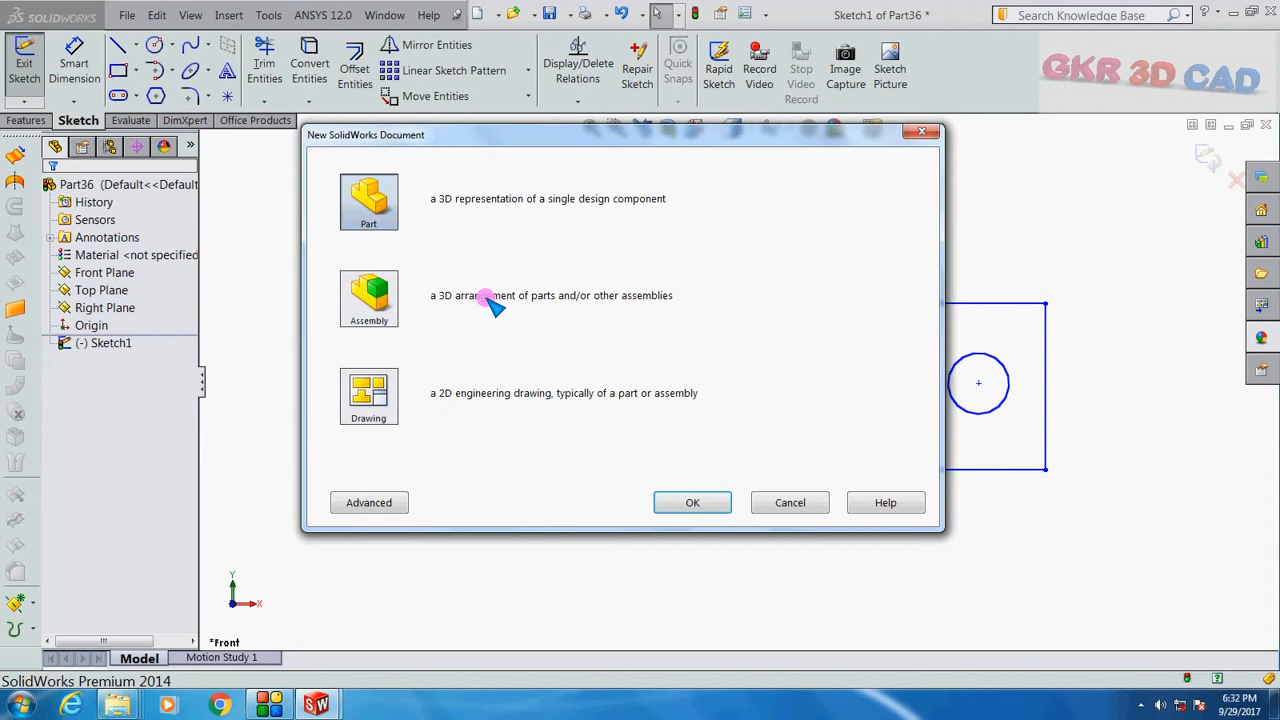 SOLIDWORKS
File Edit View Insert Tools ANSYS 12.0 Window Help
Sketch1 of Part36 *
Search Knowledge Base
Exit Sketch
Smart Dimension
Trim Entities
Convert Entities
Offset Entities
Mirror Entities
Linear Sketch Pattern
Move Entities
Display/Delete Relations
Repair Sketch
Quick Snaps
Rapid Sketch
Record Video
Stop Video Record
Image Capture
Sketch Picture
GKR 3D CAD
Features Sketch Evaluate DimXpert Office Products
Part36 (Default<<Default
History
Sensors
Annotations
Material <not specified
Front Plane
Top Plane
Right Plane
Origin
(-) Sketch1
New SolidWorks Document
Part
a 3D representation of a single design component
Assembly
a 3D arrangement of parts and/or other assemblies
Drawing
a 2D engineering drawing, typically of a part or assembly
Advanced OK Cancel Help
Y
X
*Front
Model Motion Study 1
SolidWorks Premium 2014
SW
6:32 PM
9/29/2017